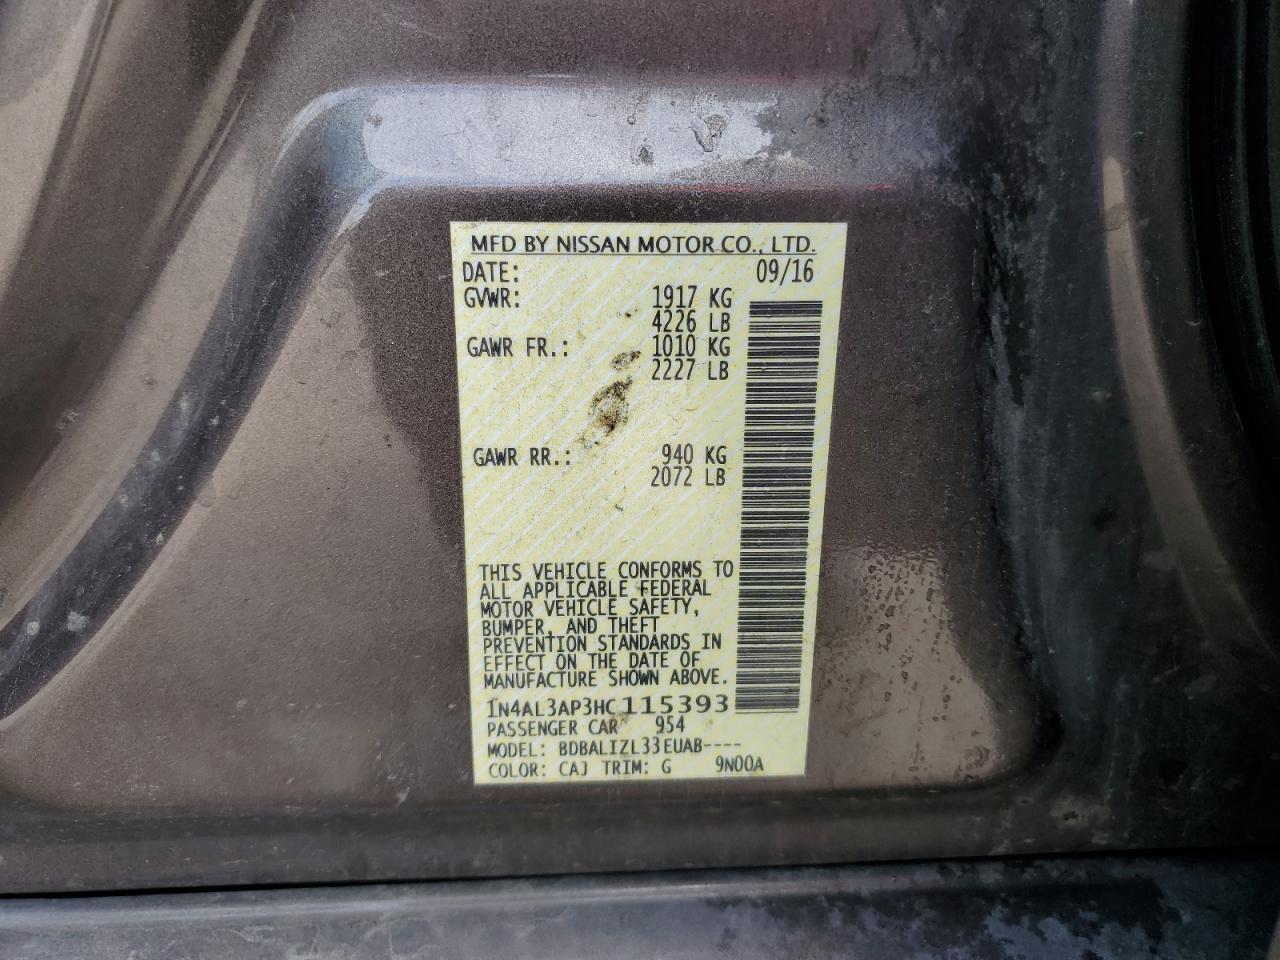 MFD BY NISSAN MOTOR CO., LTD.
DATE: 09/16
GVWR: 1917 KG
4226 LB
GAWR FR.: 1010 KG
2227 LB
GAWR RR.: 940 KG
2072 LB
THIS VEHICLE CONFORMS TO
ALL APPLICABLE FEDERAL
MOTOR VEHICLE SAFETY,
BUMPER, AND THEFT
PREVENTION STANDARDS IN
EFFECT ON THE DATE OF
MANUFACTURE SHOWN ABOVE.
1N4AL3AP3HC115393
PASSENGER CAR 954
MODEL: BDBALIZL33EUAB----
COLOR: CAJ TRIM: G 9N00A